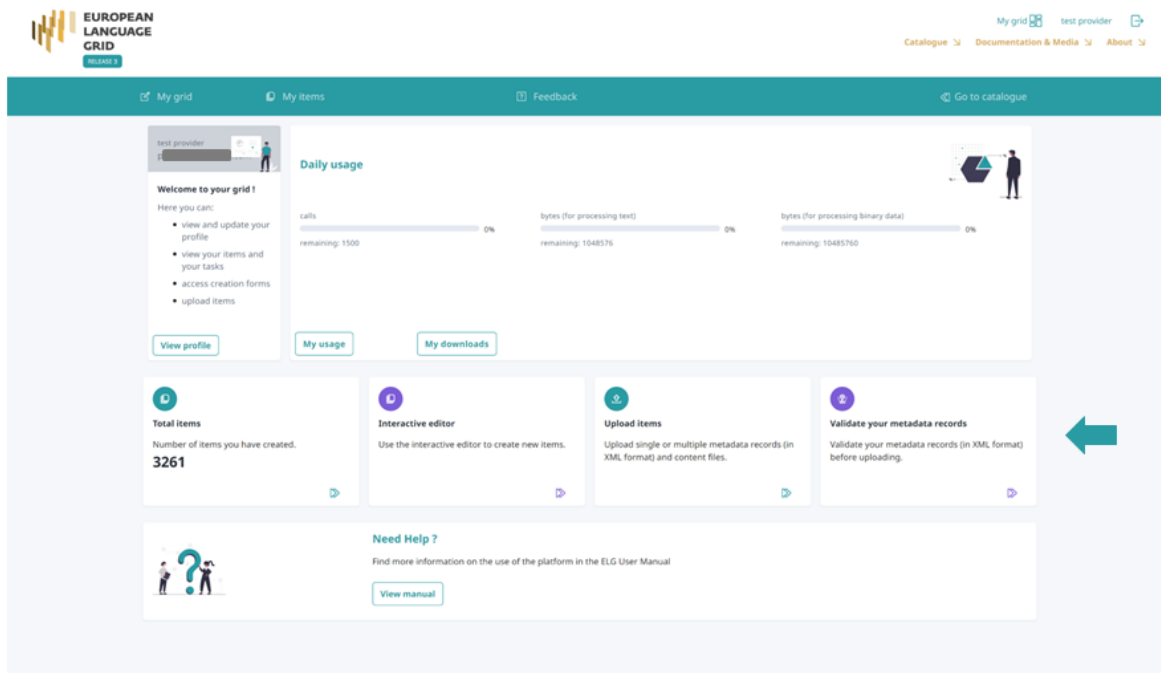 EUROPEAN
LANGUAGE
GRID
RELEASE 3
My grid test provider
Catalogue Documentation & Media About
My grid My items Feedback Go to catalogue
test provider
Welcome to your grid !
Here you can:
• view and update your
profile
• view your items and
your tasks
• access creation forms
• upload items
View profile
Daily usage
calls
0%
remaining: 1500
bytes (for processing text)
0%
remaining: 1048576
bytes (for processing binary data)
0%
remaining: 10485760
My usage My downloads
Total items
Number of items you have created.
3261
Interactive editor
Use the interactive editor to create new items.
Upload items
Upload single or multiple metadata records (in
XML format) and content files.
Validate your metadata records
Validate your metadata records (in XML format)
before uploading.
Need Help ?
Find more information on the use of the platform in the ELG User Manual
View manual